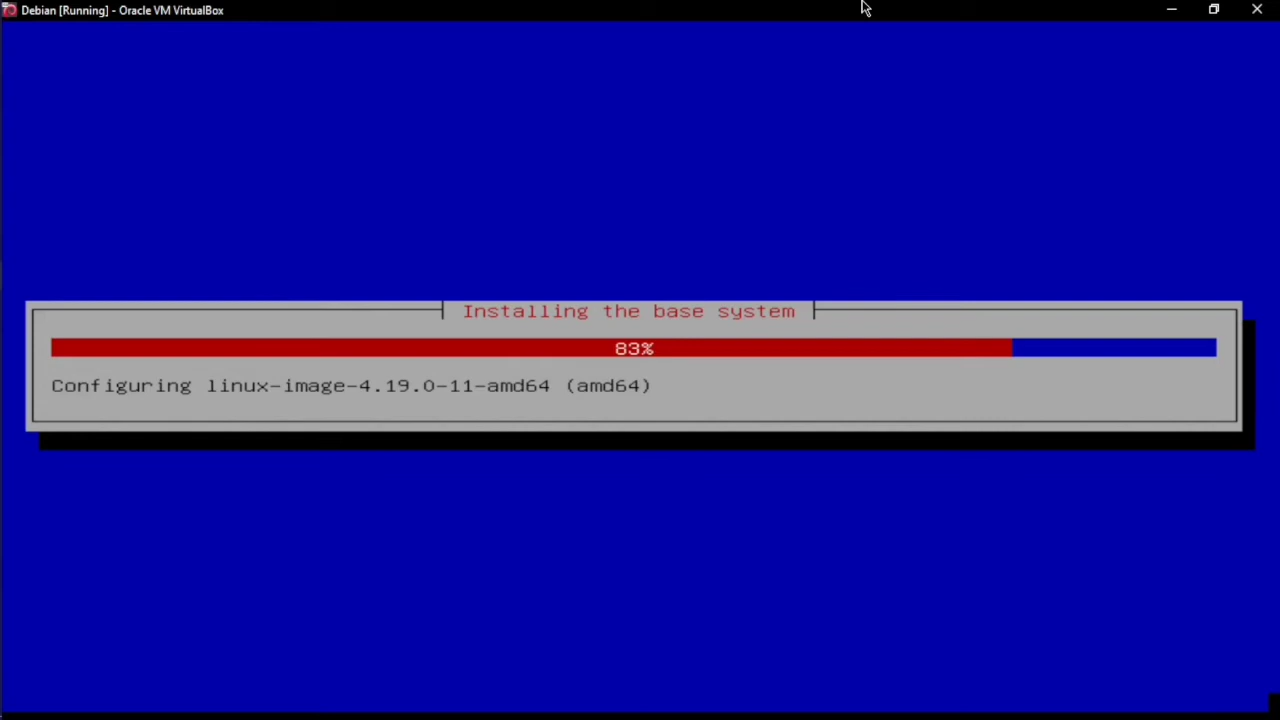 Debian [Running] - Oracle VM VirtualBox
Installing the base system
83%
Configuring linux-image-4.19.0-11-amd64 (amd64)